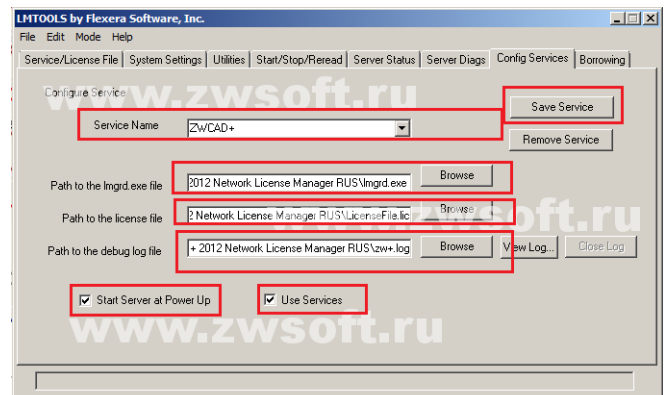 LMTOOLS by Flexera Software, Inc.
File Edit Mode Help
Service/License File System Settings Utilities Start/Stop/Reread Server Status Server Diags Config Services Borrowing
Configure Service
www.zwsoft.ru
Save Service
Service Name ZWCAD+
Remove Service
Path to the lmgrd.exe file 2012 Network License Manager RUS\lmgrd.exe Browse
Path to the license file 2 Network License Manager RUS\LicenseFile.lic Browse
www.zwsoft.ru
Path to the debug log file + 2012 Network License Manager RUS\zw+.log Browse View Log... Close Log
Start Server at Power Up Use Services
www.zwsoft.ru